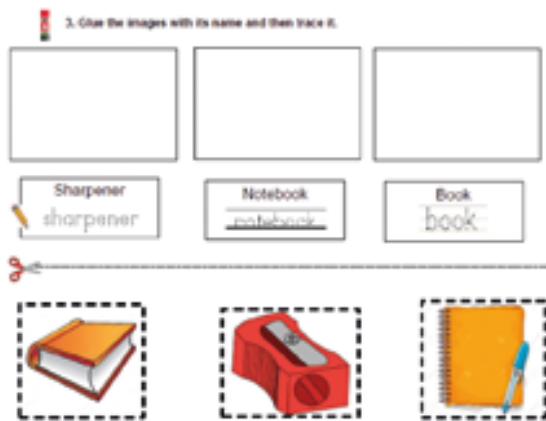 3. Glue the images with its name and then trace it.
Sharpener
sharpener
Notebook
notebook
Book
book